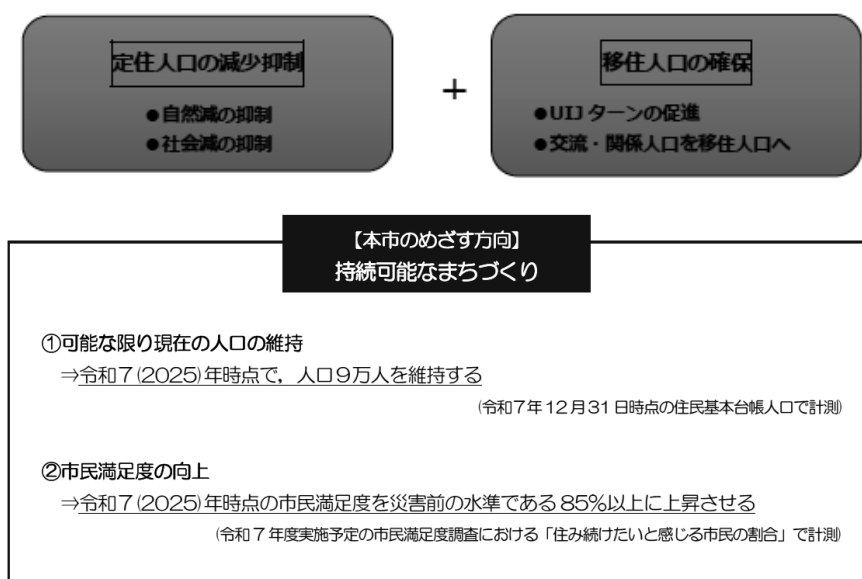 定住人口の減少抑制
●自然減の抑制
●社会減の抑制
＋
移住人口の確保
●UIJターンの促進
●交流・関係人口を移住人口へ
【本市のめざす方向】
持続可能なまちづくり
①可能な限り現在の人口の維持
⇒令和７(2025)年時点で，人口９万人を維持する
(令和７年12月31日時点の住民基本台帳人口で計測)
②市民満足度の向上
⇒令和７(2025)年時点の市民満足度を災害前の水準である85％以上に上昇させる
(令和７年度実施予定の市民満足度調査における「住み続けたいと感じる市民の割合」で計測)